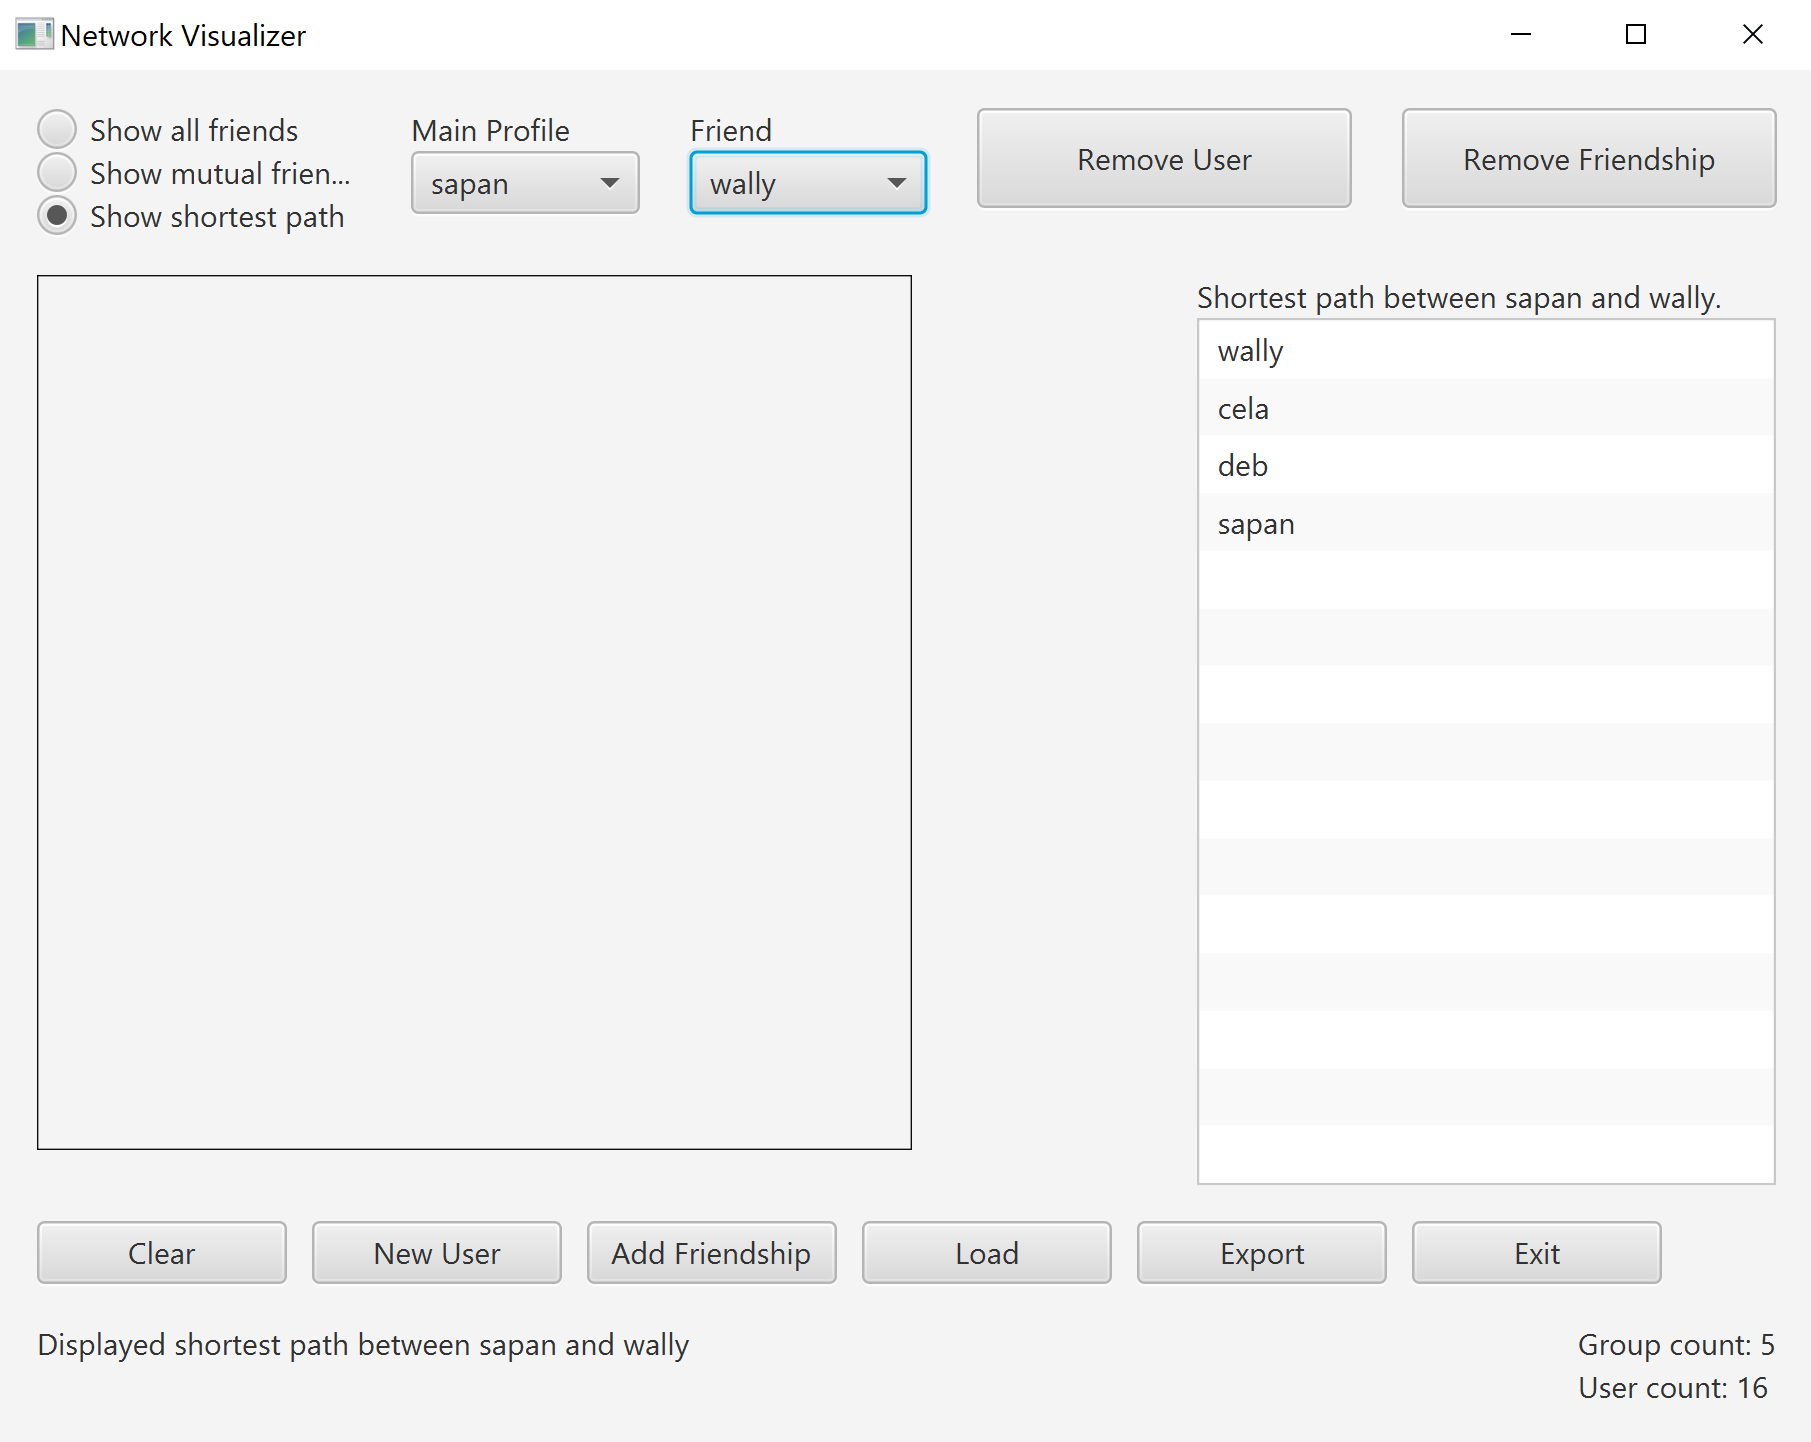 Network Visualizer
Show all friends
Show mutual frien...
Show shortest path
Main Profile
sapan
Friend
wally
Remove User
Remove Friendship
Shortest path between sapan and wally.
wally
cela
deb
sapan
Clear
New User
Add Friendship
Load
Export
Exit
Displayed shortest path between sapan and wally
Group count: 5
User count: 16